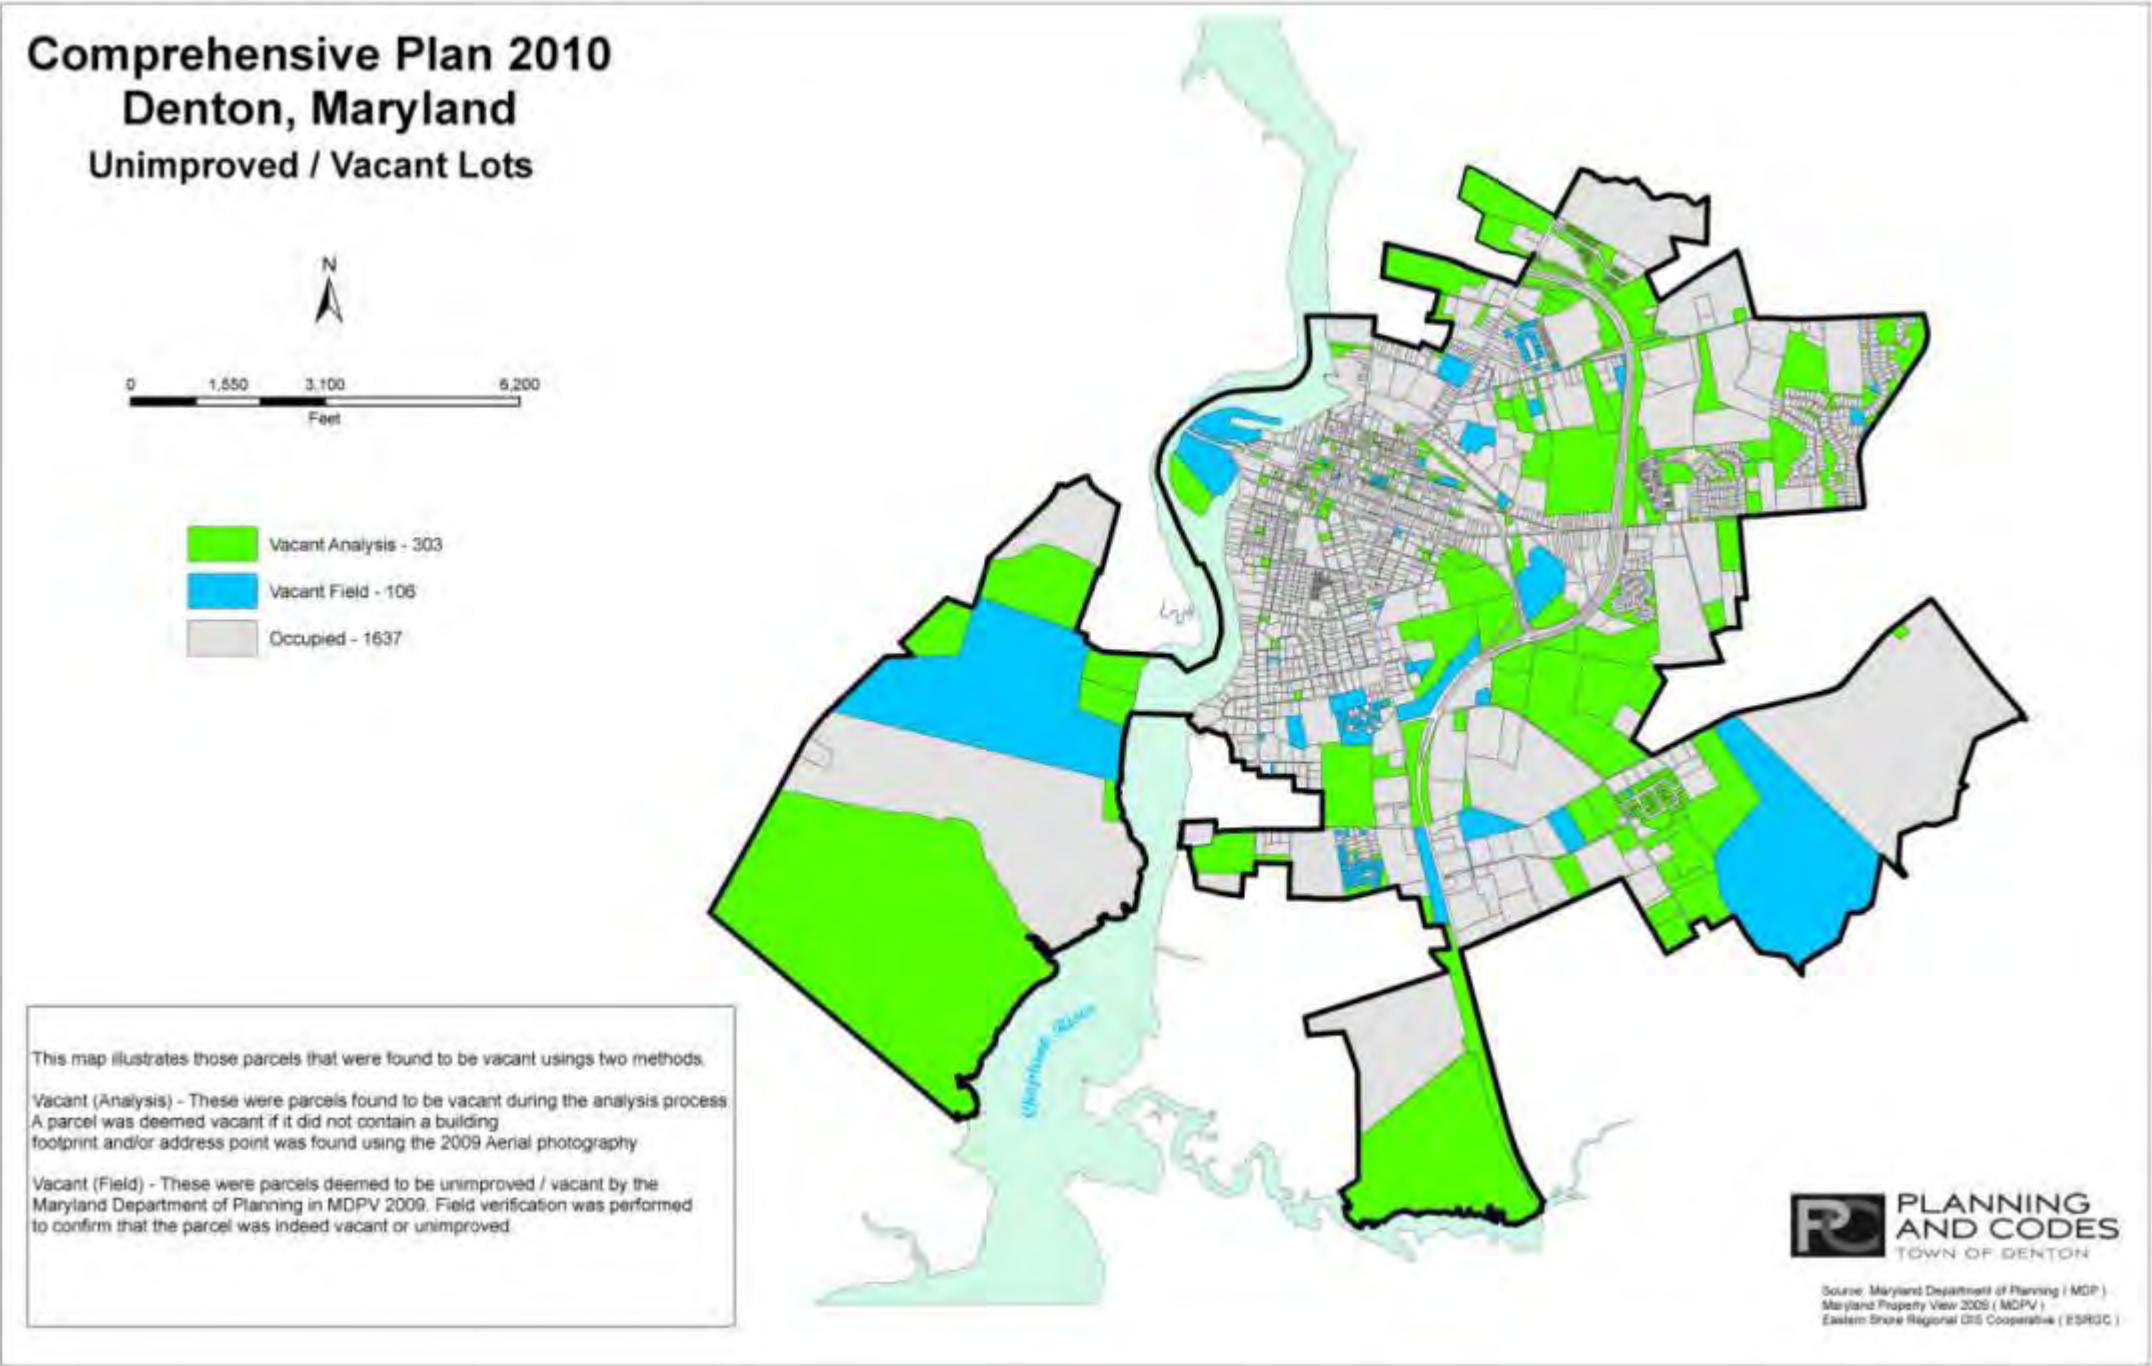 Comprehensive Plan 2010
Denton, Maryland
Unimproved / Vacant Lots
N
0 1,550 3,100 6,200
Feet
Vacant Analysis - 303
Vacant Field - 106
Occupied - 1637
This map illustrates those parcels that were found to be vacant usings two methods.
Vacant (Analysis) - These were parcels found to be vacant during the analysis process
A parcel was deemed vacant if it did not contain a building
footprint and/or address point was found using the 2009 Aerial photography
Vacant (Field) - These were parcels deemed to be unimproved / vacant by the
Maryland Department of Planning in MDPV 2009. Field verification was performed
to confirm that the parcel was indeed vacant or unimproved.
Choptank River
PC
PLANNING
AND CODES
TOWN OF DENTON
Source: Maryland Department of Planning ( MDP )
Maryland Property View 2009 ( MDPV )
Eastern Shore Regional GIS Cooperative ( ESRGC )